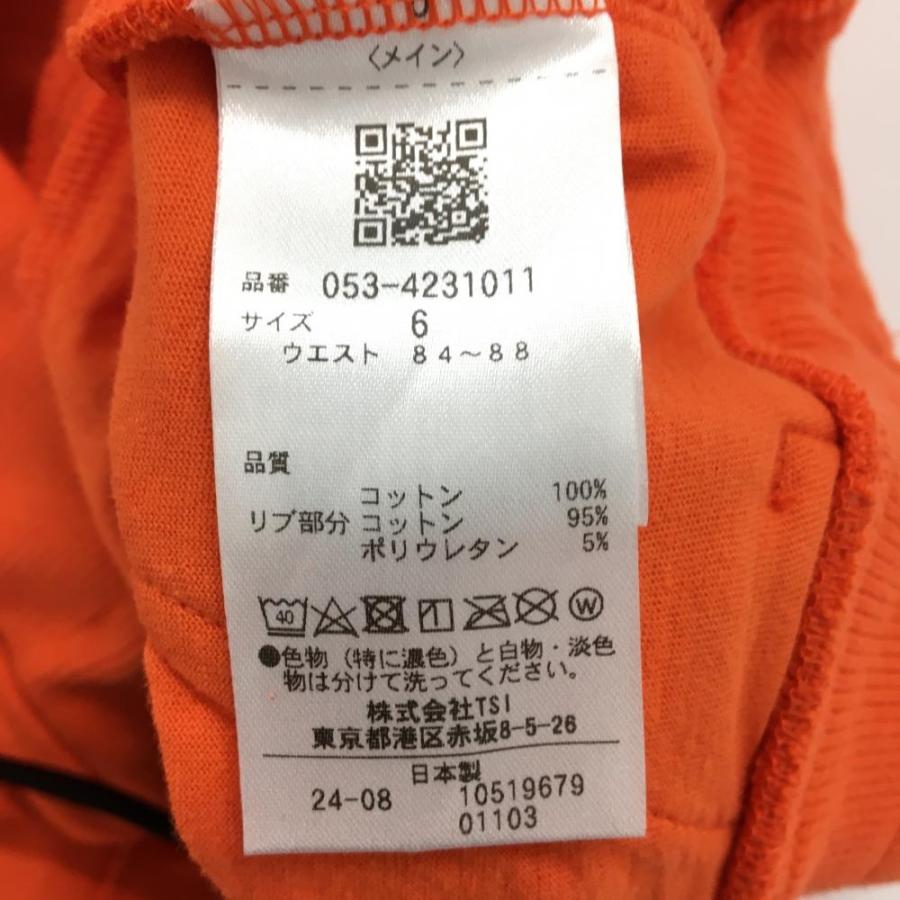 〈メイン〉
品番 053-4231011
サイズ 6
ウエスト 84～88
品質
コットン 100%
リブ部分 コットン 95%
ポリウレタン 5%
40 W
●色物（特に濃色）と白物・淡色
物は分けて洗ってください。
株式会社TSI
東京都港区赤坂8-5-26
日本製
24-08 10519679
01103